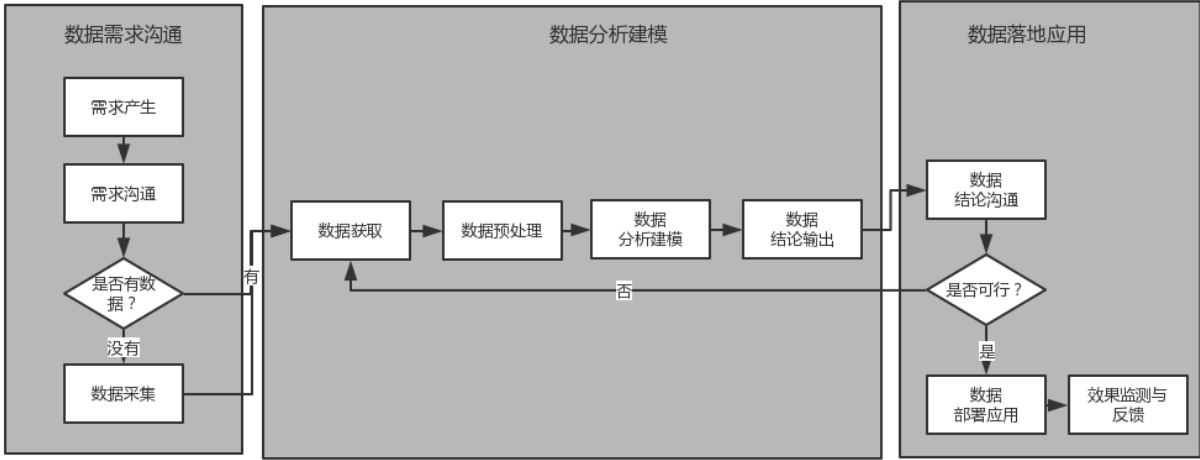 数据需求沟通
需求产生
需求沟通
是否有数
据？
没有
数据采集
有
数据分析建模
数据获取
数据预处理
数据
分析建模
数据
结论输出
否
数据落地应用
数据
结论沟通
是否可行？
是
数据
部署应用
效果监测与
反馈